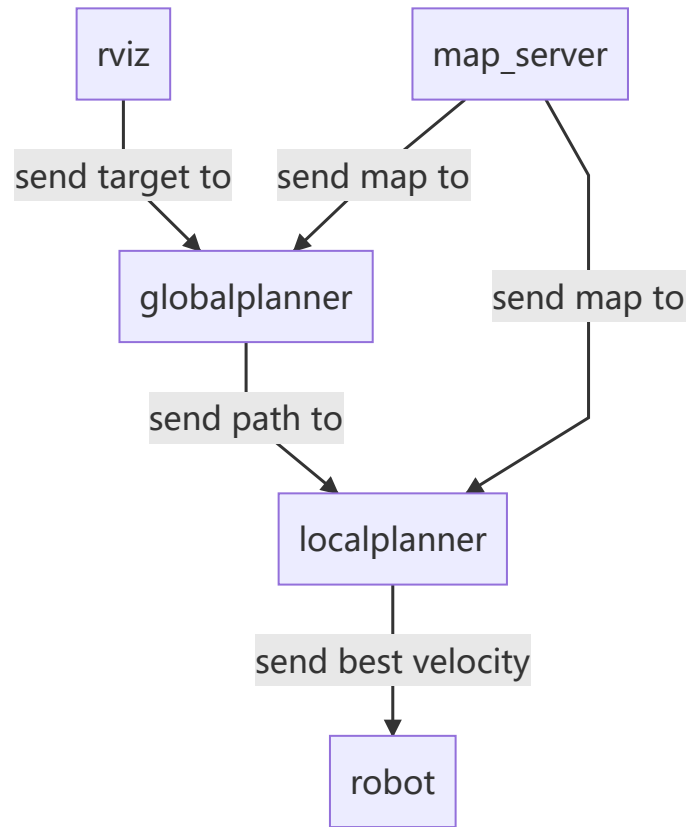 rviz
map_server
send target to
send map to
globalplanner
send map to
send path to
localplanner
send best velocity
robot